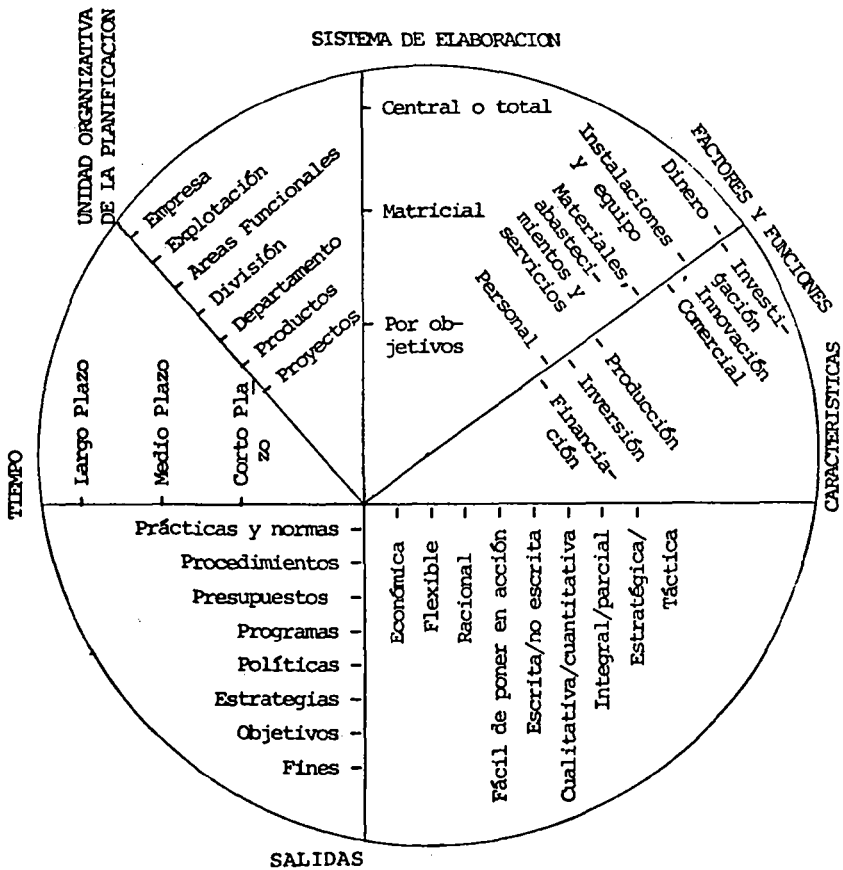 SISTEMA DE ELABORACION
UNIDAD ORGANIZATIVA
DE LA PLANIFICACION
Empresa
Explotación
Areas Funcionales
División
Departamento
Productos
Proyectos
Central o total
Matricial
Por ob-
jetivos
FACTORES Y FUNCIONES
Dinero
Instalaciones
y equipo
Materiales,
abasteci-
mientos y
servicios
Personal
Investi-
gación
Innovación
Comercial
Producción
Inversión
Financia-
ción
TIEMPO
Largo Plazo
Medio Plazo
Corto Pla
zo
CARACTERISTICAS
Económica
Flexible
Racional
Fácil de poner en acción
Escrita/no escrita
Cualitativa/cuantitativa
Integral/parcial
Estratégica/
Táctica
Prácticas y normas
Procedimientos
Presupuestos
Programas
Políticas
Estrategias
Objetivos
Fines
SALIDAS